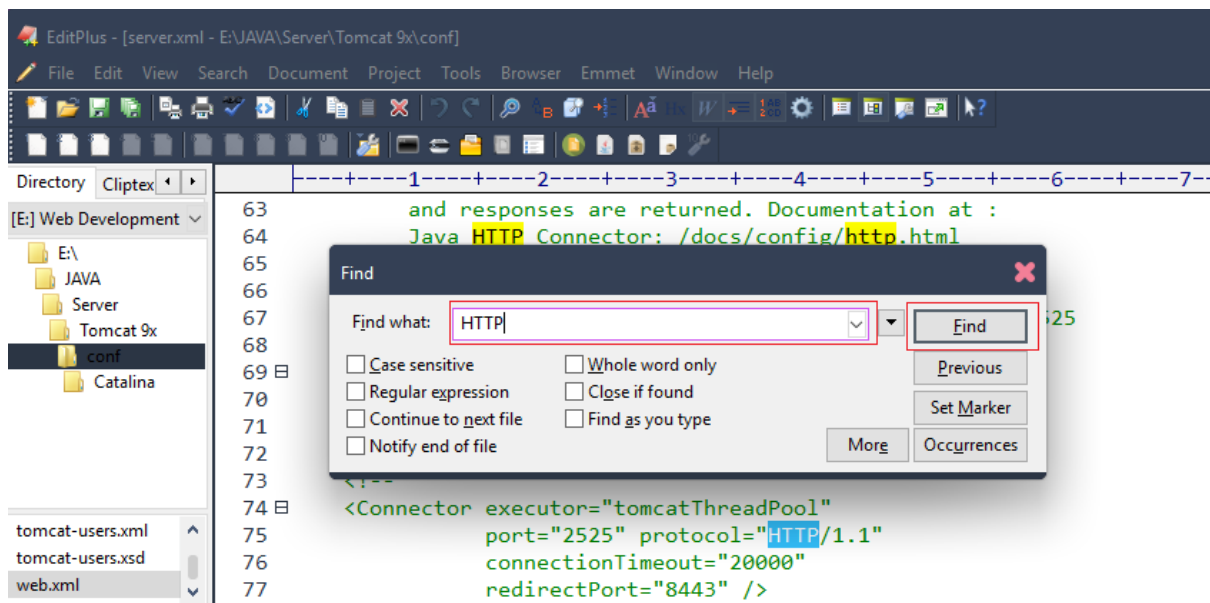 EditPlus - [server.xml - E:\JAVA\Server\Tomcat 9x\conf]
File Edit View Search Document Project Tools Browser Emmet Window Help
Directory Cliptex
----+----1----+----2----+----3----+----4----+----5----+----6----+----7--
[E:] Web Development
E:\
JAVA
Server
Tomcat 9x
conf
Catalina
tomcat-users.xml
tomcat-users.xsd
web.xml
63 and responses are returned. Documentation at :
64 Java HTTP Connector: /docs/config/http.html
65
66
67 525
68
69
70
71
72
73 <!--
74 <Connector executor="tomcatThreadPool"
75 port="2525" protocol="HTTP/1.1"
76 connectionTimeout="20000"
77 redirectPort="8443" />
Find
Find what: HTTP Find
Case sensitive Whole word only Previous
Regular expression Close if found
Continue to next file Find as you type Set Marker
Notify end of file More Occurrences